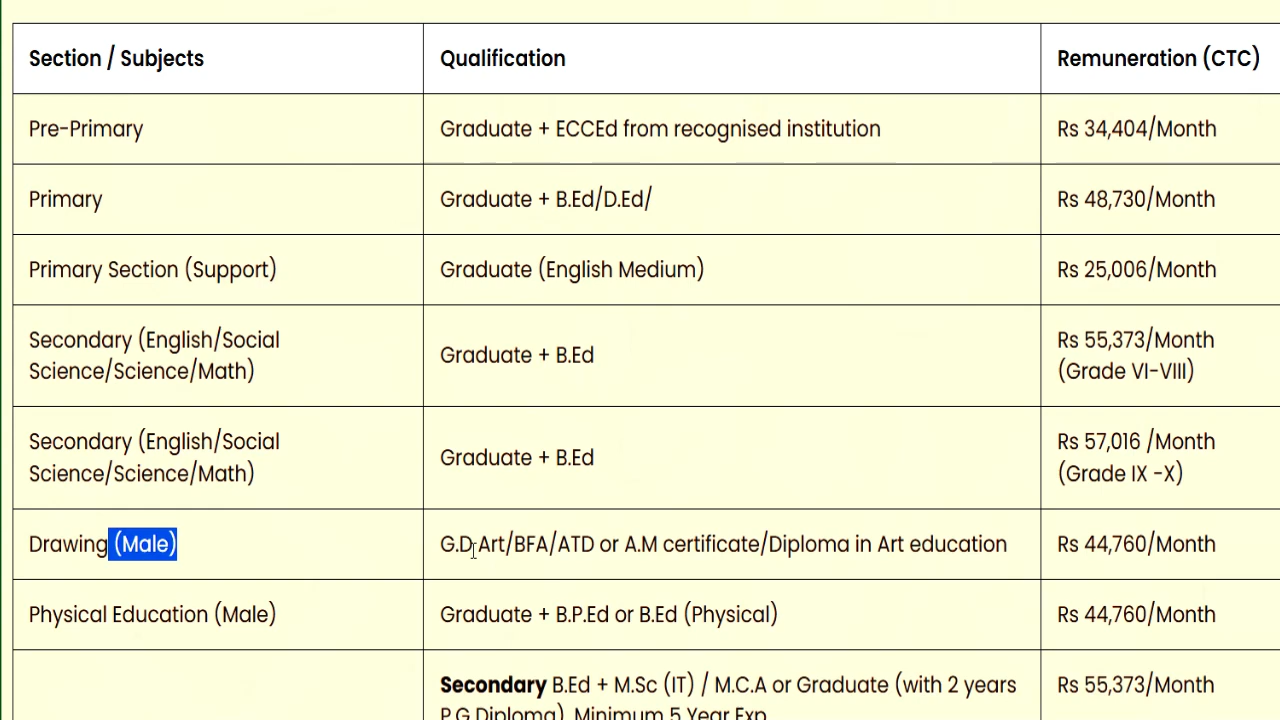 Section / Subjects Qualification Remuneration (CTC)
Pre-Primary Graduate + ECCEd from recognised institution Rs 34,404/Month
Primary Graduate + B.Ed/D.Ed/ Rs 48,730/Month
Primary Section (Support) Graduate (English Medium) Rs 25,006/Month
Secondary (English/Social
Science/Science/Math)
Graduate + B.Ed
Rs 55,373/Month
(Grade VI-VIII)
Secondary (English/Social
Science/Science/Math)
Graduate + B.Ed
Rs 57,016 /Month
(Grade IX -X)
Drawing (Male) G.D.Art/BFA/ATD or A.M certificate/Diploma in Art education Rs 44,760/Month
Physical Education (Male) Graduate + B.P.Ed or B.Ed (Physical) Rs 44,760/Month
Secondary B.Ed + M.Sc (IT) / M.C.A or Graduate (with 2 years Rs 55,373/Month
P.G Diploma), Minimum 5 Year Exp